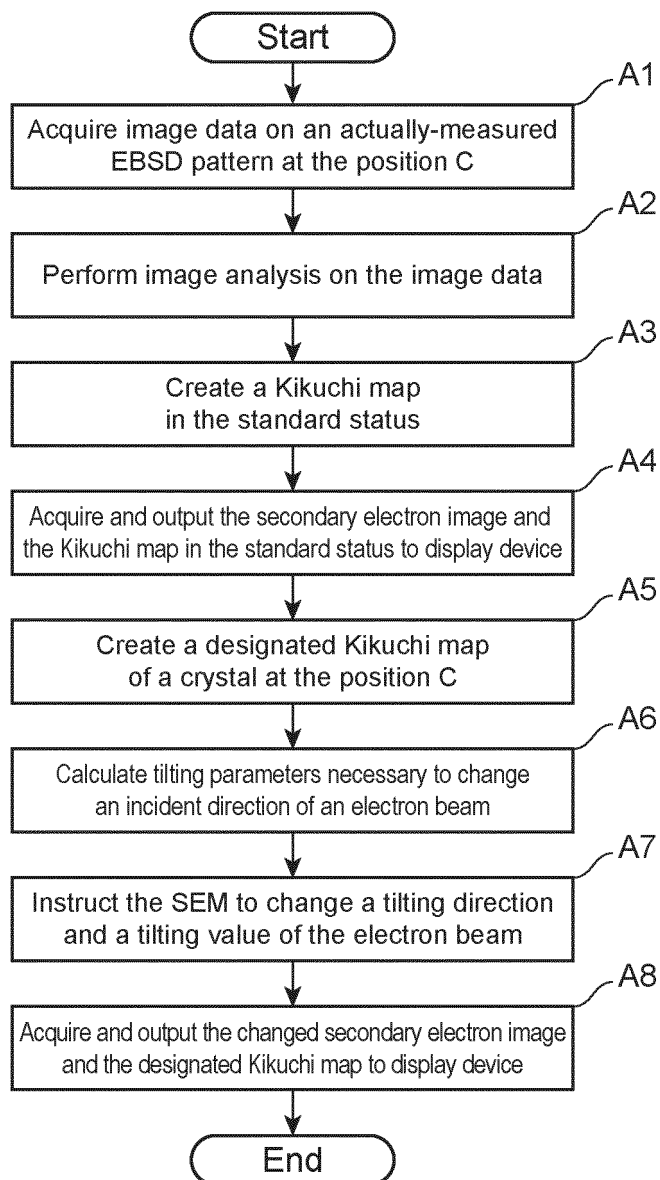 Start
A1
Acquire image data on an actually-measured
EBSD pattern at the position C
A2
Perform image analysis on the image data
A3
Create a Kikuchi map
in the standard status
A4
Acquire and output the secondary electron image and
the Kikuchi map in the standard status to display device
A5
Create a designated Kikuchi map
of a crystal at the position C
A6
Calculate tilting parameters necessary to change
an incident direction of an electron beam
A7
Instruct the SEM to change a tilting direction
and a tilting value of the electron beam
A8
Acquire and output the changed secondary electron image
and the designated Kikuchi map to display device
End